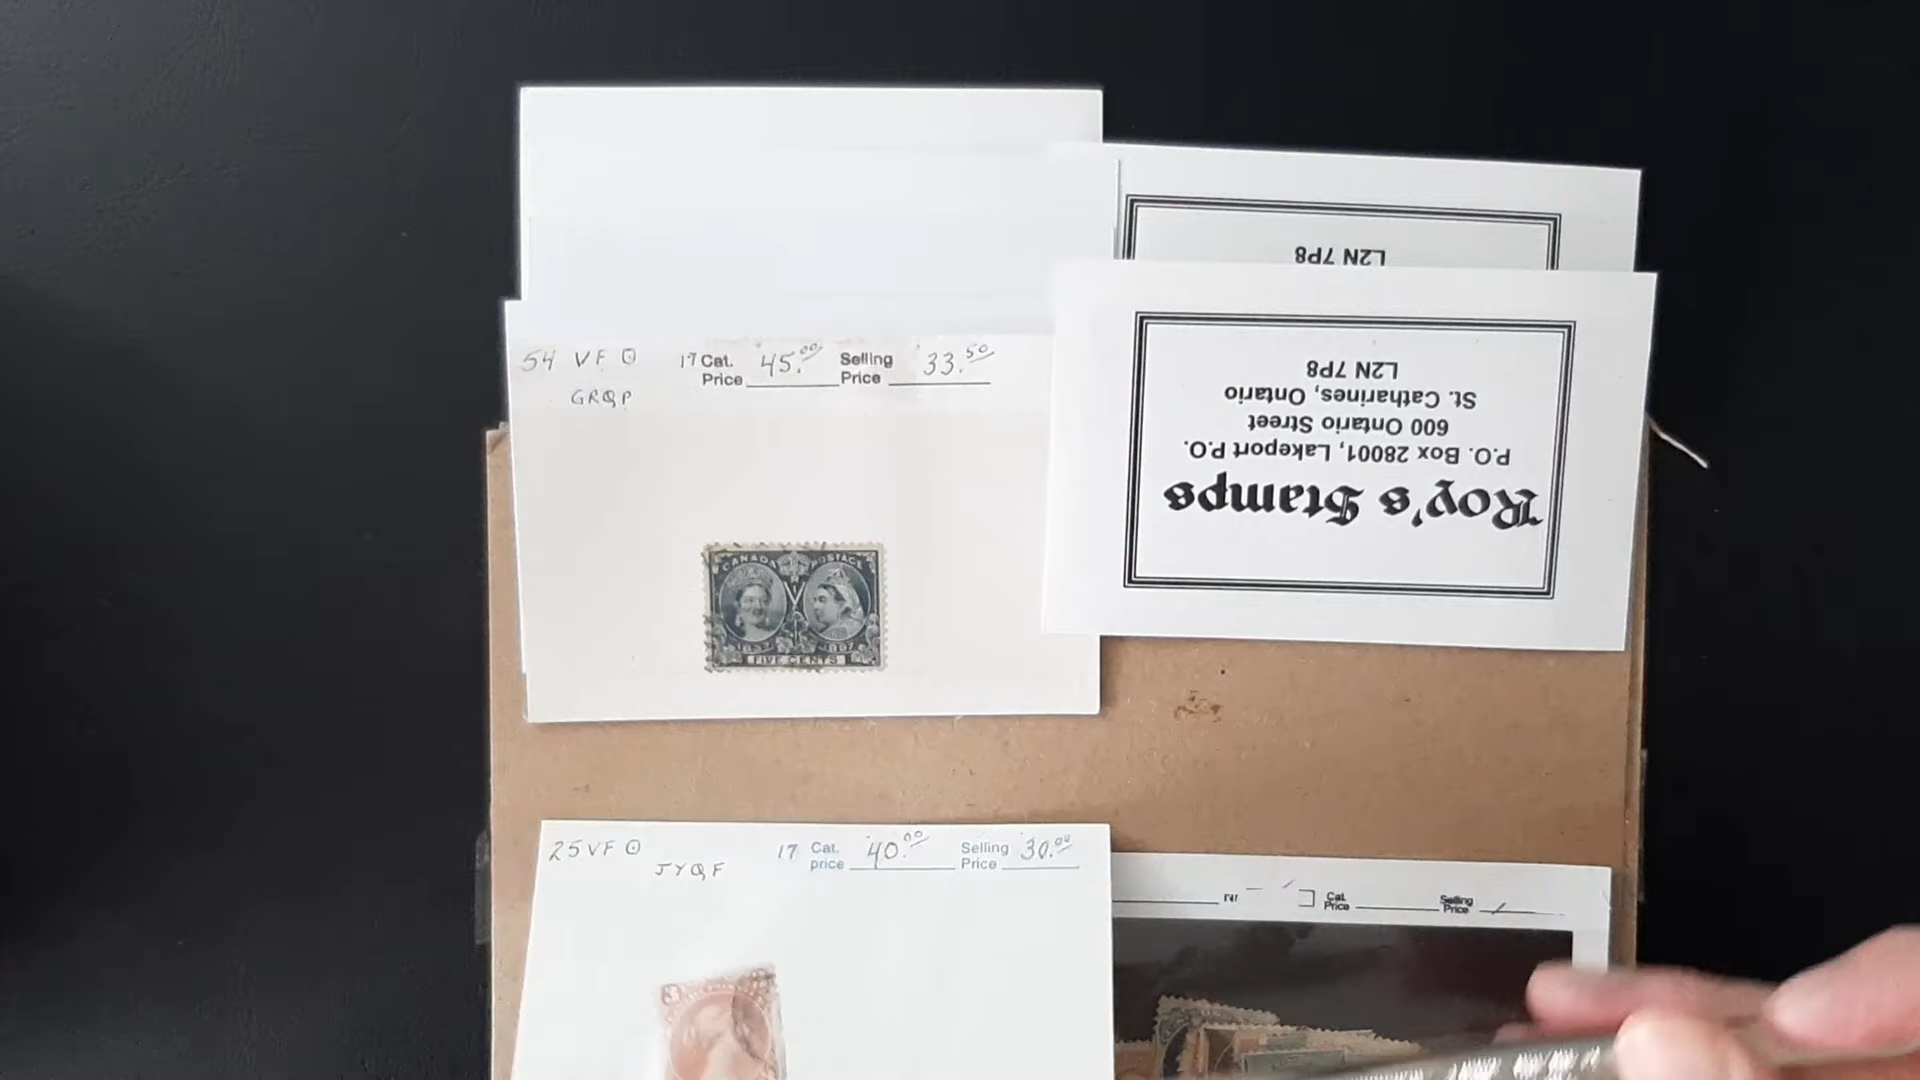 L2N 7P8
54 VF ⊙ 17 Cat. Price 45.00 Selling Price 33.50
GRQP
Roy's Stamps
P.O. Box 28001, Lakeport P.O.
600 Ontario Street
St. Catharines, Ontario
L2N 7P8
CANADA POSTAGE
1837 1897
FIVE CENTS
25 VF ⊙ 17 Cat. price 40.00 Selling Price 30.00
JYQF
Cat. Price Selling Price
3